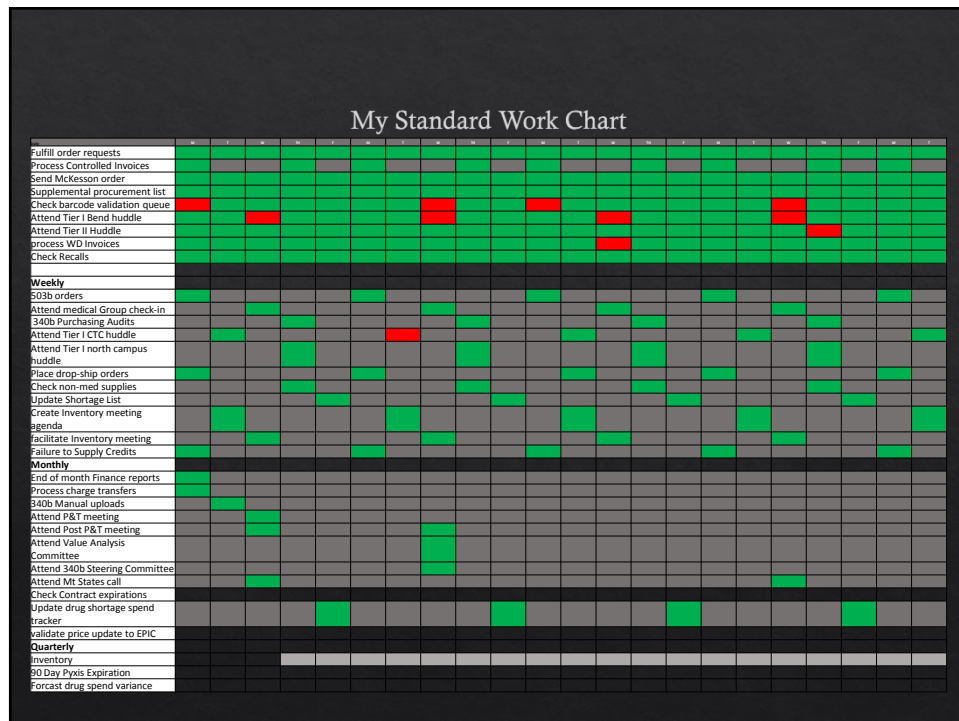 My Standard Work Chart
M T W TH F M T W TH F M T W TH F M T W TH F M T
Fulfill order requests
Process Controlled Invoices
Send McKesson order
Supplemental procurement list
Check barcode validation queue
Attend Tier I Bend huddle
Attend Tier II Huddle
process WD Invoices
Check Recalls
Weekly
503b orders
Attend medical Group check-in
340b Purchasing Audits
Attend Tier I CTC huddle
Attend Tier I north campus
huddle
Place drop-ship orders
Check non-med supplies
Update Shortage List
Create Inventory meeting
agenda
facilitate Inventory meeting
Failure to Supply Credits
Monthly
End of month Finance reports
Process charge transfers
340b Manual uploads
Attend P&T meeting
Attend Post P&T meeting
Attend Value Analysis
Committee
Attend 340b Steering Committee
Attend Mt States call
Check Contract expirations
Update drug shortage spend
tracker
validate price update to EPIC
Quarterly
Inventory
90 Day Pyxis Expiration
Forcast drug spend variance